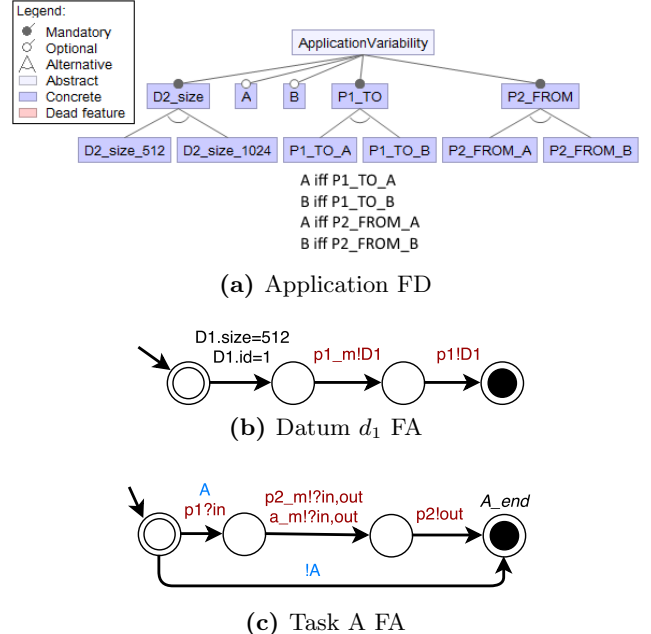 Legend:
Mandatory
Optional
Alternative
Abstract
Concrete
Dead feature
ApplicationVariability
D2_size
A
B
P1_TO
P2_FROM
D2_size_512
D2_size_1024
P1_TO_A
P1_TO_B
P2_FROM_A
P2_FROM_B
A iff P1_TO_A
B iff P1_TO_B
A iff P2_FROM_A
B iff P2_FROM_B
(a) Application FD
D1.size=512
D1.id=1
p1_m!D1
p1!D1
(b) Datum d1 FA
A
p1?in
p2_m!?in,out
a_m!?in,out
p2!out
A_end
!A
(c) Task A FA